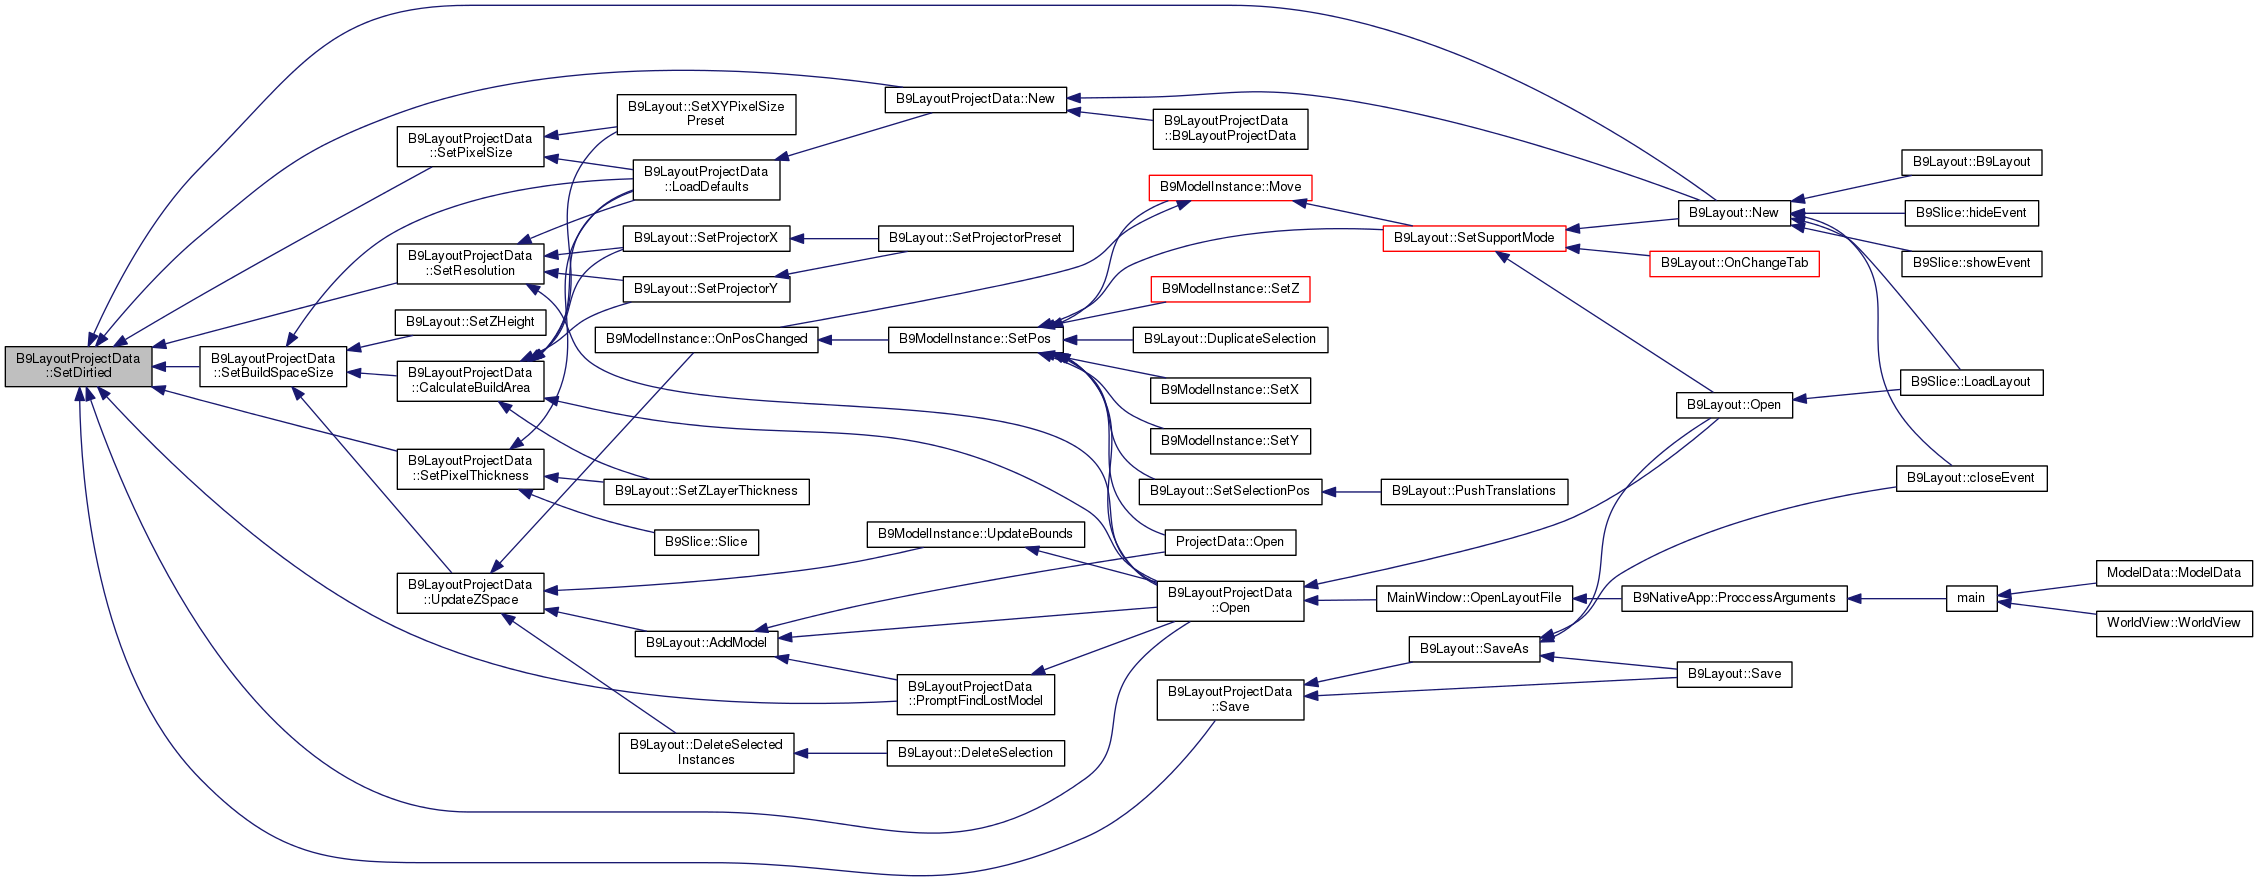 B9LayoutProjectData
::SetDirtied
B9LayoutProjectData
::SetBuildSpaceSize
B9LayoutProjectData
::SetPixelSize
B9LayoutProjectData
::SetResolution
B9Layout::SetZHeight
B9LayoutProjectData
::CalculateBuildArea
B9LayoutProjectData
::SetPixelThickness
B9LayoutProjectData
::UpdateZSpace
B9Layout::SetXYPixelSize
Preset
B9LayoutProjectData
::LoadDefaults
B9Layout::SetProjectorX
B9Layout::SetProjectorY
B9ModelInstance::OnPosChanged
B9Layout::SetZLayerThickness
B9Slice::Slice
B9Layout::AddModel
B9Layout::DeleteSelected
Instances
B9LayoutProjectData::New
B9Layout::SetProjectorPreset
B9ModelInstance::SetPos
B9ModelInstance::UpdateBounds
B9LayoutProjectData
::PromptFindLostModel
B9Layout::DeleteSelection
B9LayoutProjectData
::B9LayoutProjectData
B9ModelInstance::Move
B9ModelInstance::SetZ
B9Layout::DuplicateSelection
B9ModelInstance::SetX
B9ModelInstance::SetY
B9Layout::SetSelectionPos
ProjectData::Open
B9LayoutProjectData
::Open
B9LayoutProjectData
::Save
B9Layout::SetSupportMode
B9Layout::PushTranslations
MainWindow::OpenLayoutFile
B9Layout::SaveAs
B9Layout::New
B9Layout::OnChangeTab
B9Layout::Open
B9NativeApp::ProccessArguments
B9Layout::Save
B9Layout::B9Layout
B9Slice::hideEvent
B9Slice::showEvent
B9Slice::LoadLayout
B9Layout::closeEvent
main
ModelData::ModelData
WorldView::WorldView